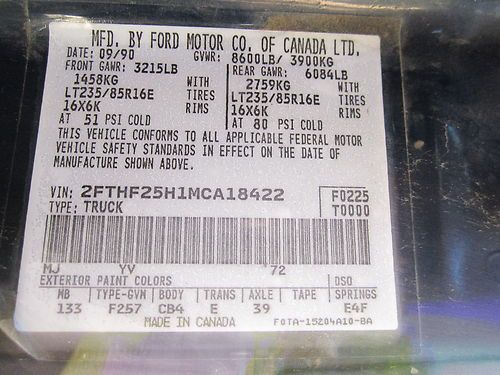 MFD. BY FORD MOTOR CO. OF CANADA LTD.
DATE: 09/90 GVWR: 8600LB/ 3900KG
FRONT GAWR: 3215LB REAR GAWR: 6084LB
1458KG WITH 2759KG WITH
LT235/85R16E TIRES LT235/85R16E TIRES
16X6K RIMS 16X6K RIMS
AT 51 PSI COLD AT 80 PSI COLD
THIS VEHICLE CONFORMS TO ALL APPLICABLE FEDERAL MOTOR
VEHICLE SAFETY STANDARDS IN EFFECT ON THE DATE OF
MANUFACTURE SHOWN ABOVE.
VIN: 2FTHF25H1MCA18422 F0225
TYPE: TRUCK T0000
MJ YV '72
EXTERIOR PAINT COLORS DSO
WB TYPE-GVN BODY TRANS AXLE TAPE SPRINGS
133 F257 CB4 E 39 E4F
MADE IN CANADA F0TA-15204A10-BA